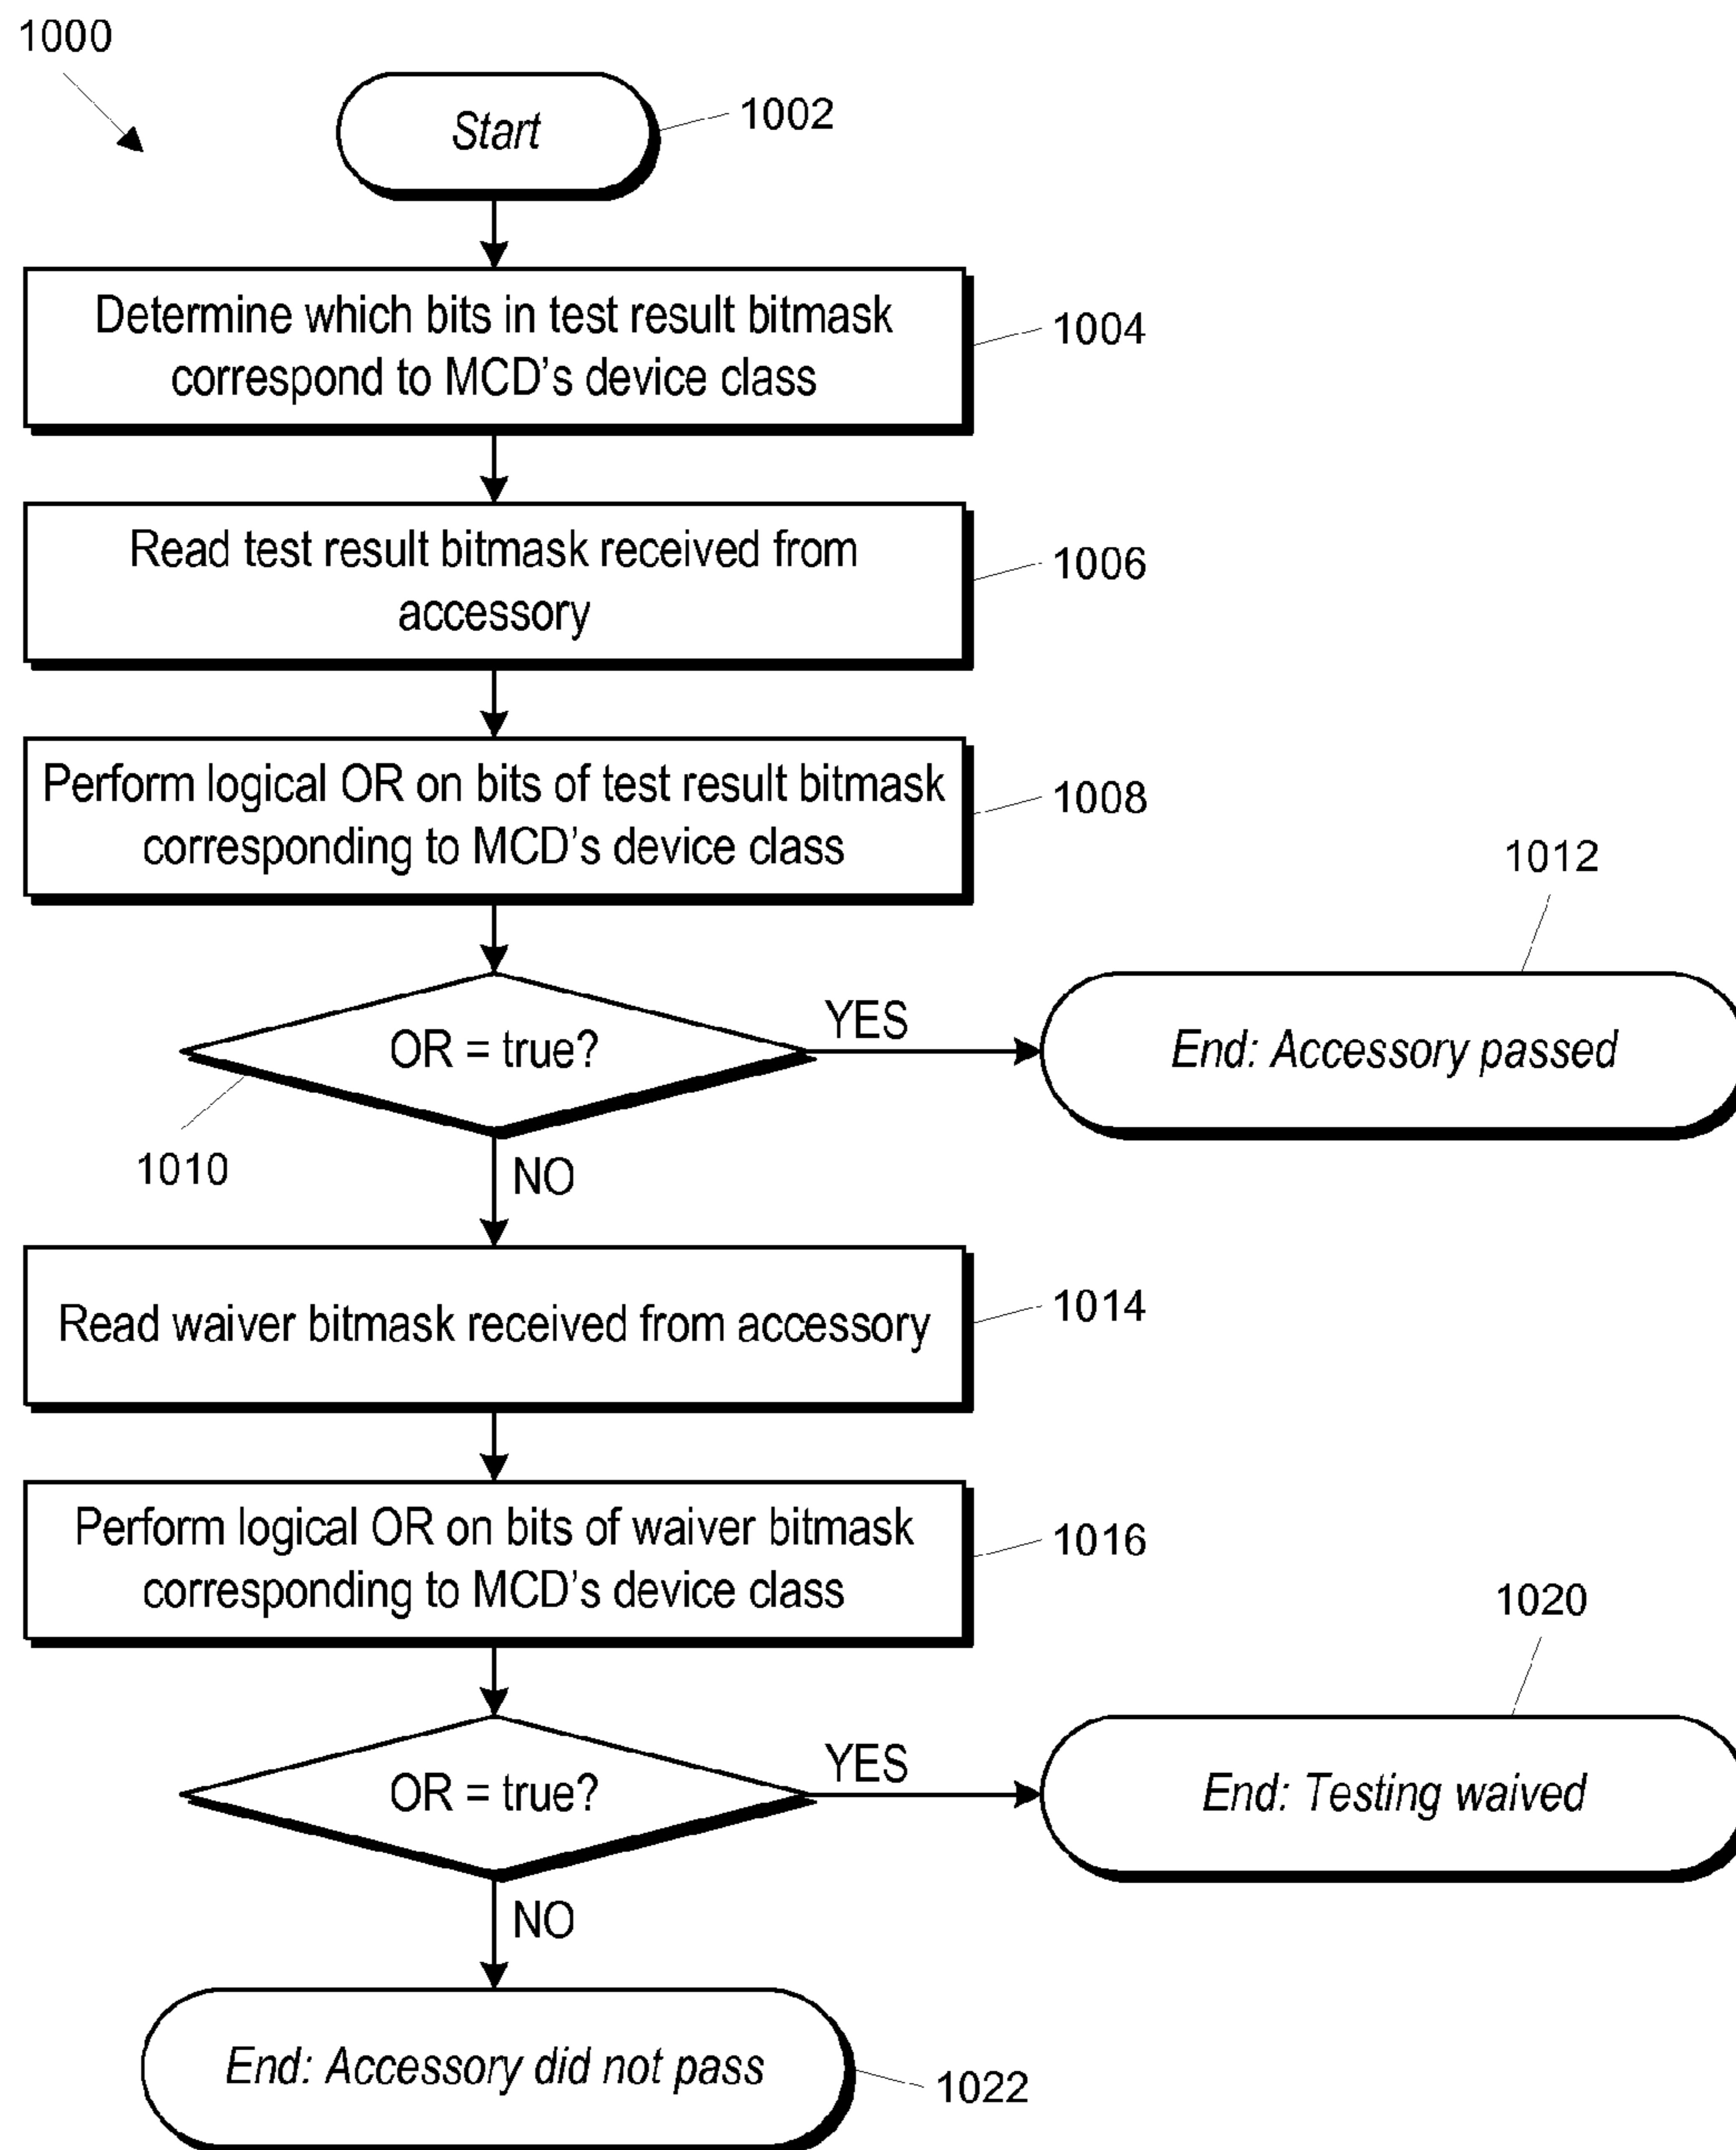 1000
Start
1002
Determine which bits in test result bitmask
correspond to MCD's device class
1004
Read test result bitmask received from
accessory
1006
Perform logical OR on bits of test result bitmask
corresponding to MCD's device class
1008
1012
OR = true?
YES
End: Accessory passed
1010
NO
Read waiver bitmask received from accessory
1014
Perform logical OR on bits of waiver bitmask
corresponding to MCD's device class
1016
1020
OR = true?
YES
End: Testing waived
NO
End: Accessory did not pass
1022